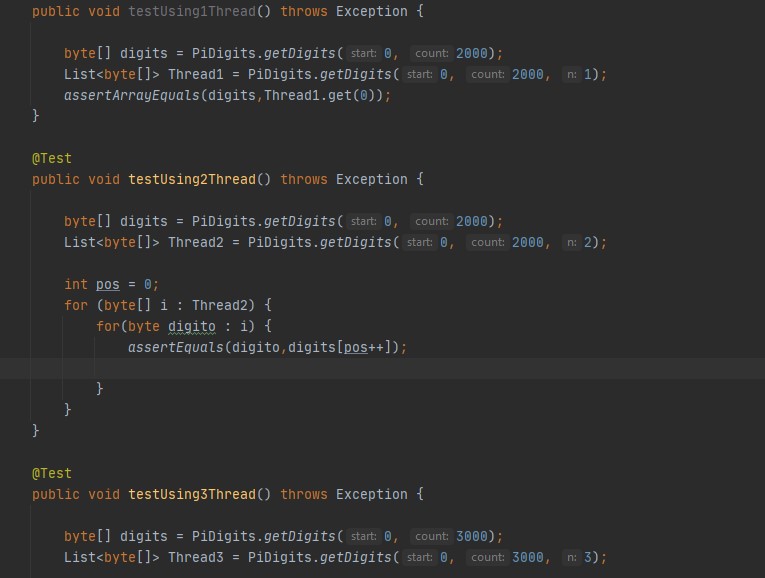 public void testUsing1Thread() throws Exception {
byte[] digits = PiDigits.getDigits( start: 0, count: 2000);
List<byte[]> Thread1 = PiDigits.getDigits( start: 0, count: 2000, n: 1);
assertArrayEquals(digits,Thread1.get(0));
}
@Test
public void testUsing2Thread() throws Exception {
byte[] digits = PiDigits.getDigits( start: 0, count: 2000);
List<byte[]> Thread2 = PiDigits.getDigits( start: 0, count: 2000, n: 2);
int pos = 0;
for (byte[] i : Thread2) {
for(byte digito : i) {
assertEquals(digito,digits[pos++]);
}
}
}
@Test
public void testUsing3Thread() throws Exception {
byte[] digits = PiDigits.getDigits( start: 0, count: 3000);
List<byte[]> Thread3 = PiDigits.getDigits( start: 0, count: 3000, n: 3);